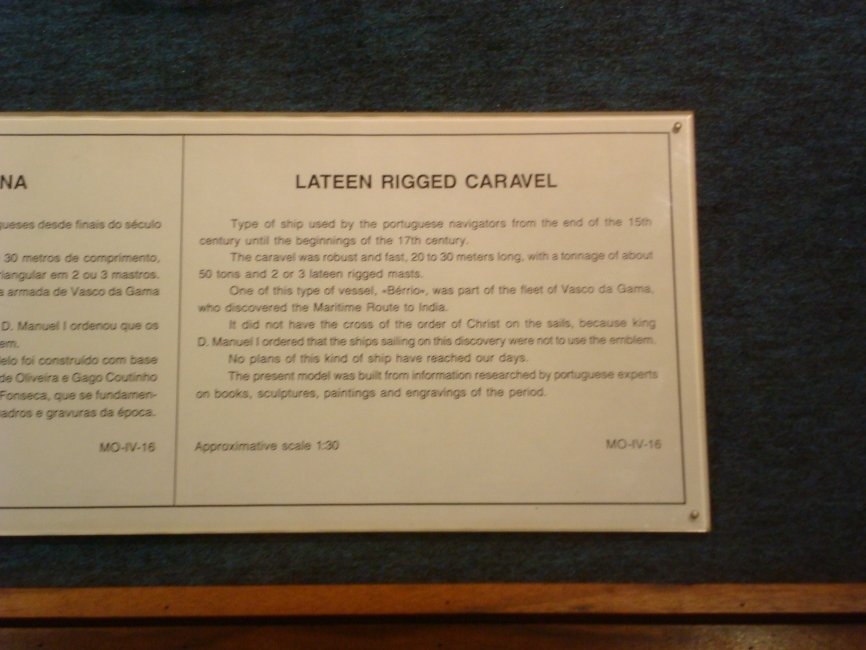 NA
gueses desde finais do século
30 metros de comprimento,
riangular em 2 ou 3 mastros.
a armada de Vasco da Gama
D. Manuel I ordenou que os
em.
elo foi construído com base
de Oliveira e Gago Coutinho
Fonseca, que se fundamen-
adros e gravuras da época.
MO-IV-16
LATEEN RIGGED CARAVEL
Type of ship used by the portuguese navigators from the end of the 15th
century until the beginnings of the 17th century.
The caravel was robust and fast, 20 to 30 meters long, with a tonnage of about
50 tons and 2 or 3 lateen rigged masts.
One of this type of vessel, «Bérrio», was part of the fleet of Vasco da Gama,
who discovered the Maritime Route to India.
It did not have the cross of the order of Christ on the sails, because king
D. Manuel I ordered that the ships sailing on this discovery were not to use the emblem.
No plans of this kind of ship have reached our days.
The present model was built from information researched by portuguese experts
on books, sculptures, paintings and engravings of the period.
Approximative scale 1:30
MO-IV-16